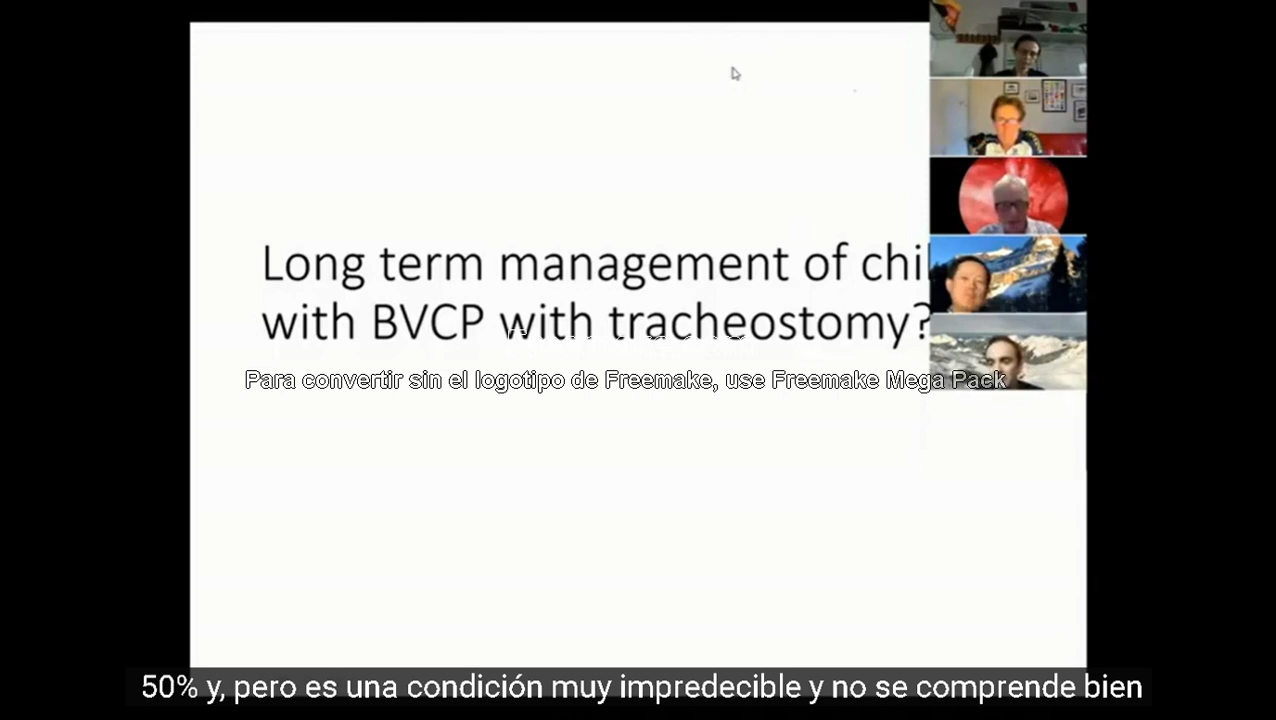 Long term management of chil
with BVCP with tracheostomy?
Para convertir sin el logotipo de Freemake, use Freemake Mega Pack
50% y, pero es una condición muy impredecible y no se comprende bien